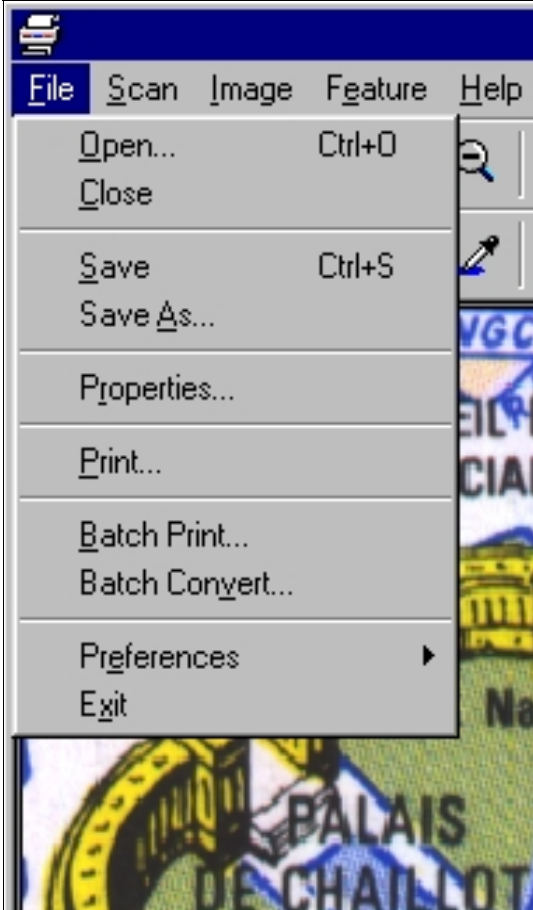 File Scan Image Feature Help
Open... Ctrl+O
Close
Save Ctrl+S
Save As...
Properties...
Print...
Batch Print...
Batch Convert...
Preferences
Exit
PALAIS
DE CHAILLOT